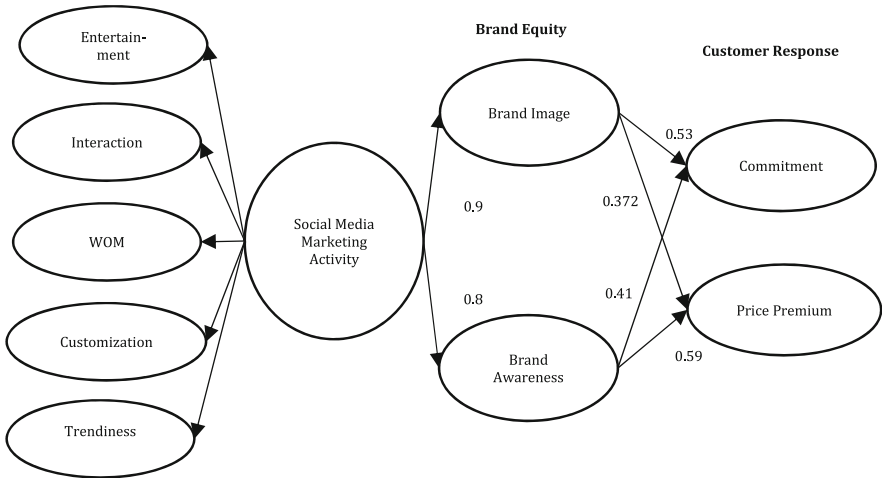 Entertain-
ment
Interaction
WOM
Customization
Trendiness
Social Media
Marketing
Activity
Brand Equity
Brand Image
0.9
0.8
Brand
Awareness
Customer Response
0.53
0.372
0.41
0.59
Commitment
Price Premium